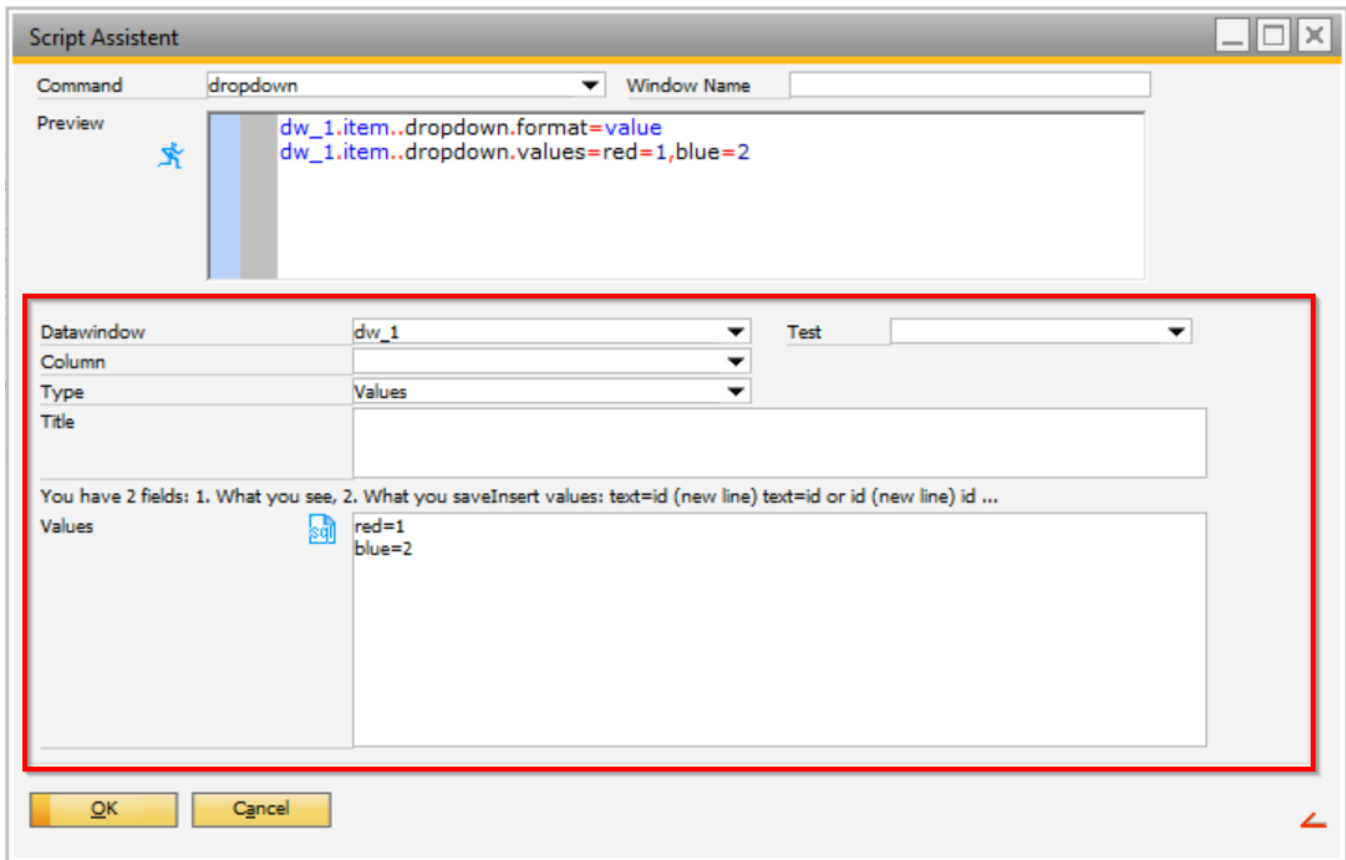 Script Assistent
Command dropdown Window Name
Preview
dw_1.item..dropdown.format=value
dw_1.item..dropdown.values=red=1,blue=2
Datawindow dw_1 Test
Column
Type Values
Title
You have 2 fields: 1. What you see, 2. What you saveInsert values: text=id (new line) text=id or id (new line) id ...
Values sql red=1
blue=2
OK Cancel